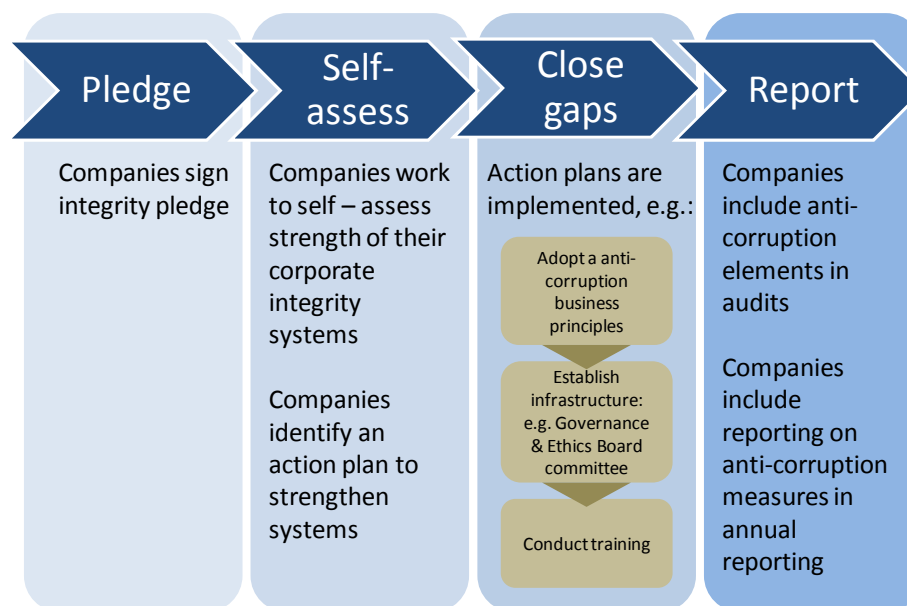 Pledge
Companies sign
integrity pledge
Self-
assess
Companies work
to self – assess
strength of their
corporate
integrity
systems
Companies
identify an
action plan to
strengthen
systems
Close
gaps
Action plans are
implemented, e.g.:
Adopt a anti-
corruption
business
principles
Establish
infrastructure:
e.g. Governance
& Ethics Board
committee
Conduct training
Report
Companies
include anti-
corruption
elements in
audits
Companies
include
reporting on
anti-corruption
measures in
annual
reporting